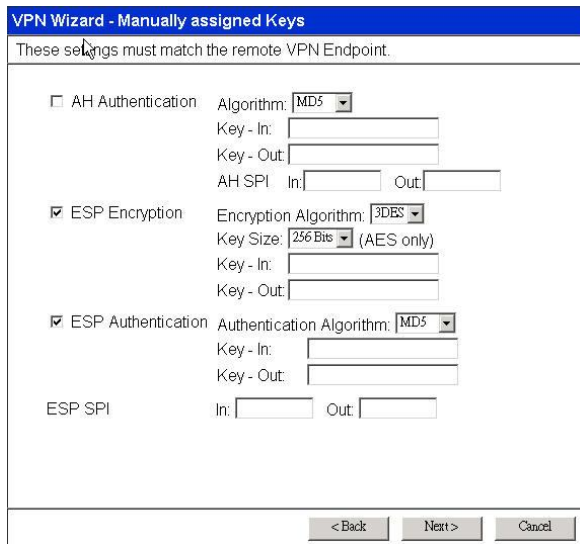 VPN Wizard - Manually assigned Keys
These settings must match the remote VPN Endpoint.
AH Authentication Algorithm: MD5
Key - In:
Key - Out:
AH SPI In: Out:
ESP Encryption Encryption Algorithm: 3DES
Key Size: 256 Bits (AES only)
Key - In:
Key - Out:
ESP Authentication Authentication Algorithm: MD5
Key - In:
Key - Out:
ESP SPI In: Out:
< Back Next > Cancel